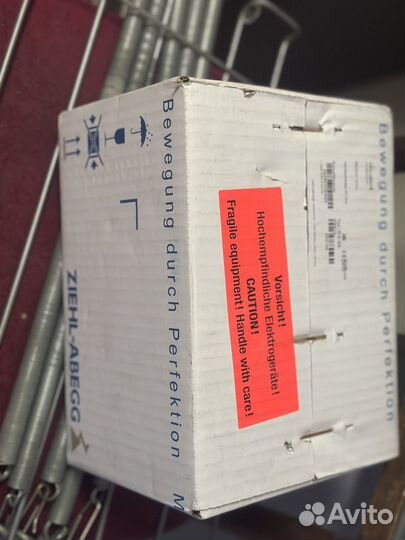 Bewegung durch Perfektion M
ZIEHL-ABEGG
Vorsicht!
Hochempfindliche Elektrogeräte!
CAUTION!
Fragile equipment! Handle with care!
Bewegung durch Perfektion
Avito